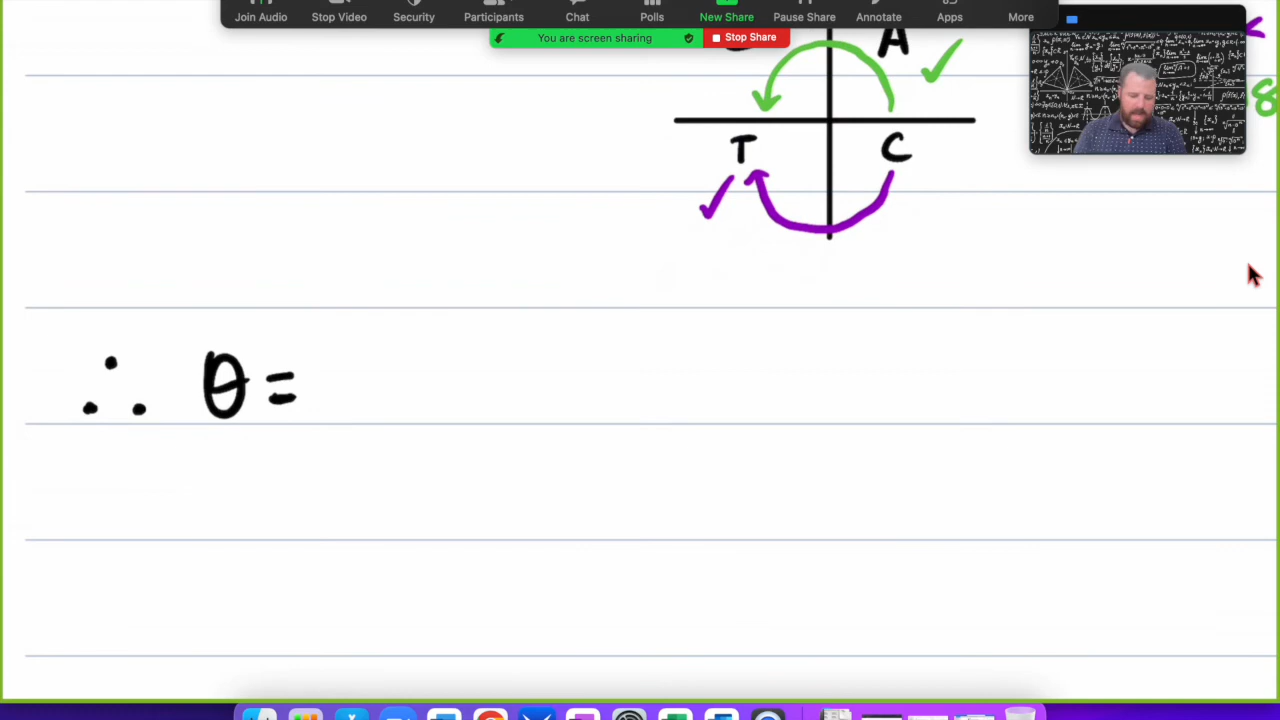 Join Audio Stop Video Security Participants Chat Polls New Share Pause Share Annotate Apps More
You are screen sharing Stop Share
A
8
T C
∴ θ =